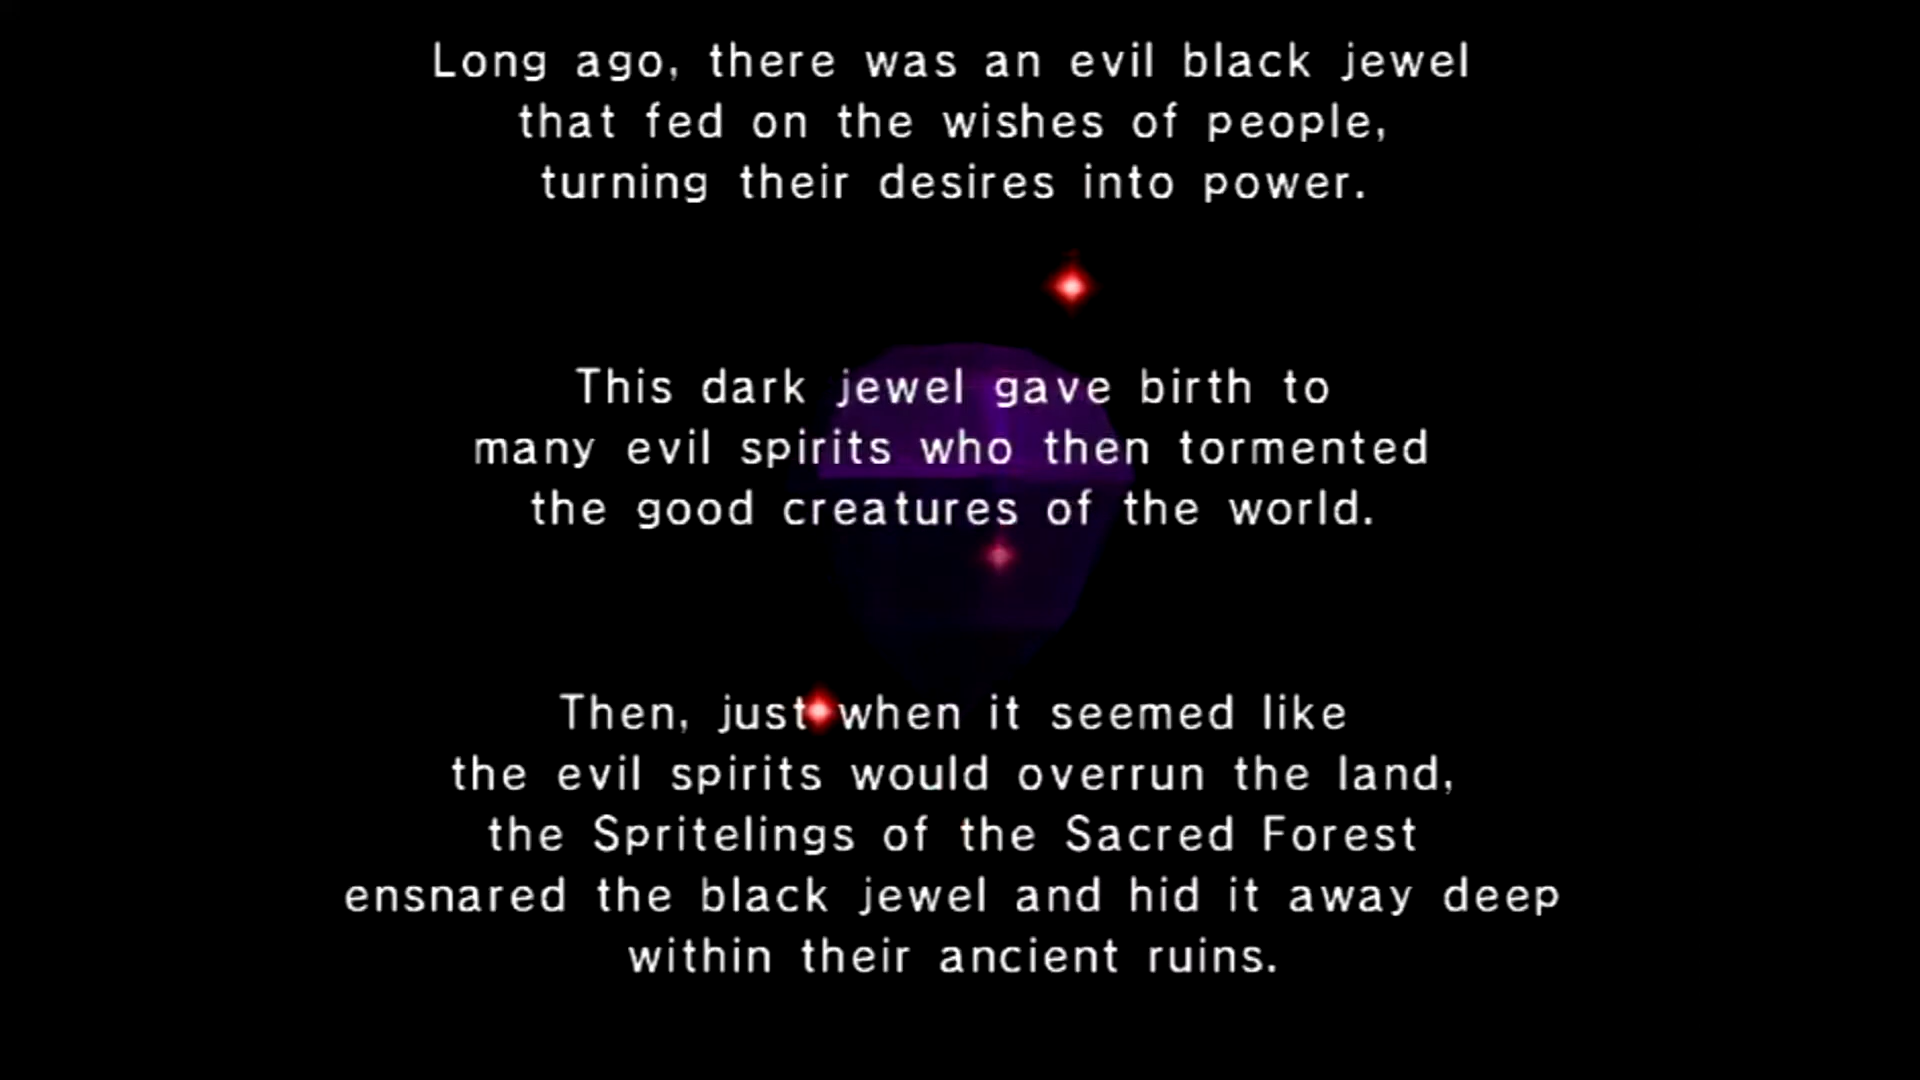 Long ago, there was an evil black jewel
that fed on the wishes of people,
turning their desires into power.
This dark jewel gave birth to
many evil spirits who then tormented
the good creatures of the world.
Then, just when it seemed like
the evil spirits would overrun the land,
the Spritelings of the Sacred Forest
ensnared the black jewel and hid it away deep
within their ancient ruins.